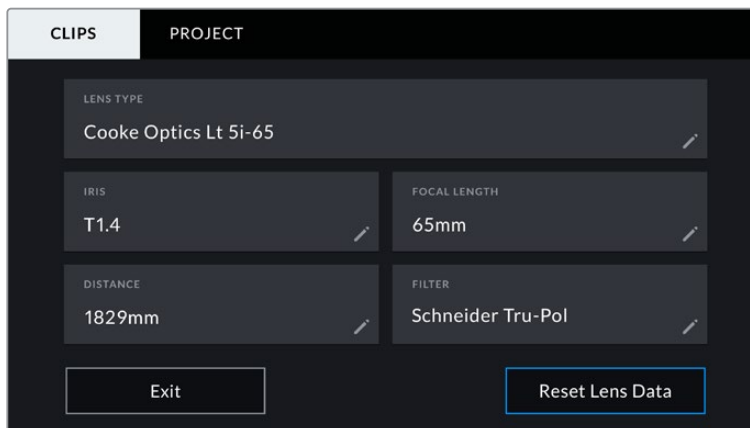 CLIPS PROJECT
LENS TYPE
Cooke Optics Lt 5i-65
IRIS FOCAL LENGTH
T1.4 65mm
DISTANCE FILTER
1829mm Schneider Tru-Pol
Exit Reset Lens Data